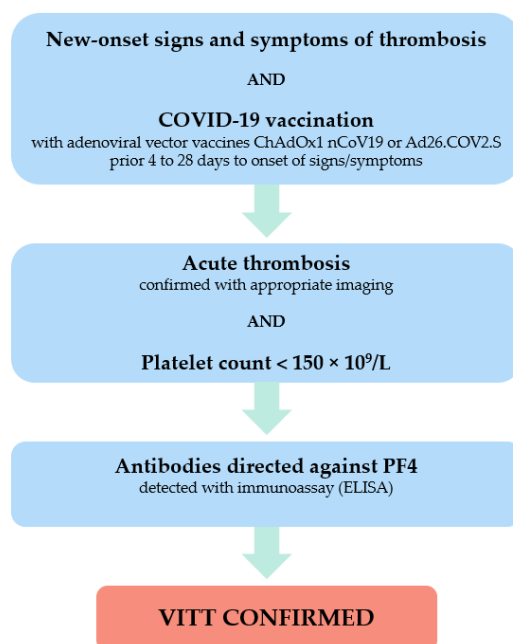 New-onset signs and symptoms of thrombosis
AND
COVID-19 vaccination
with adenoviral vector vaccines ChAdOx1 nCoV19 or Ad26.COV2.S
prior 4 to 28 days to onset of signs/symptoms
Acute thrombosis
confirmed with appropriate imaging
AND
Platelet count < 150 × 10⁹/L
Antibodies directed against PF4
detected with immunoassay (ELISA)
VITT CONFIRMED